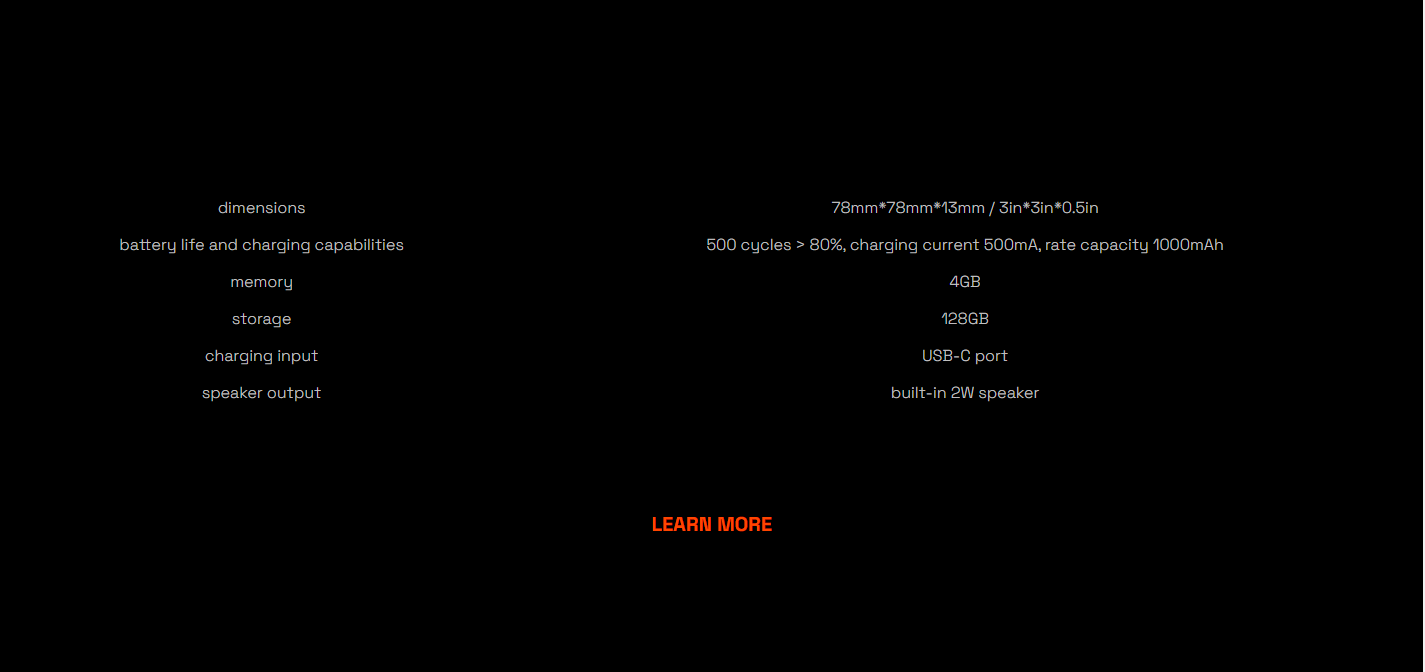 dimensions 78mm*78mm*13mm / 3in*3in*0.5in
battery life and charging capabilities 500 cycles > 80%, charging current 500mA, rate capacity 1000mAh
memory 4GB
storage 128GB
charging input USB-C port
speaker output built-in 2W speaker
LEARN MORE